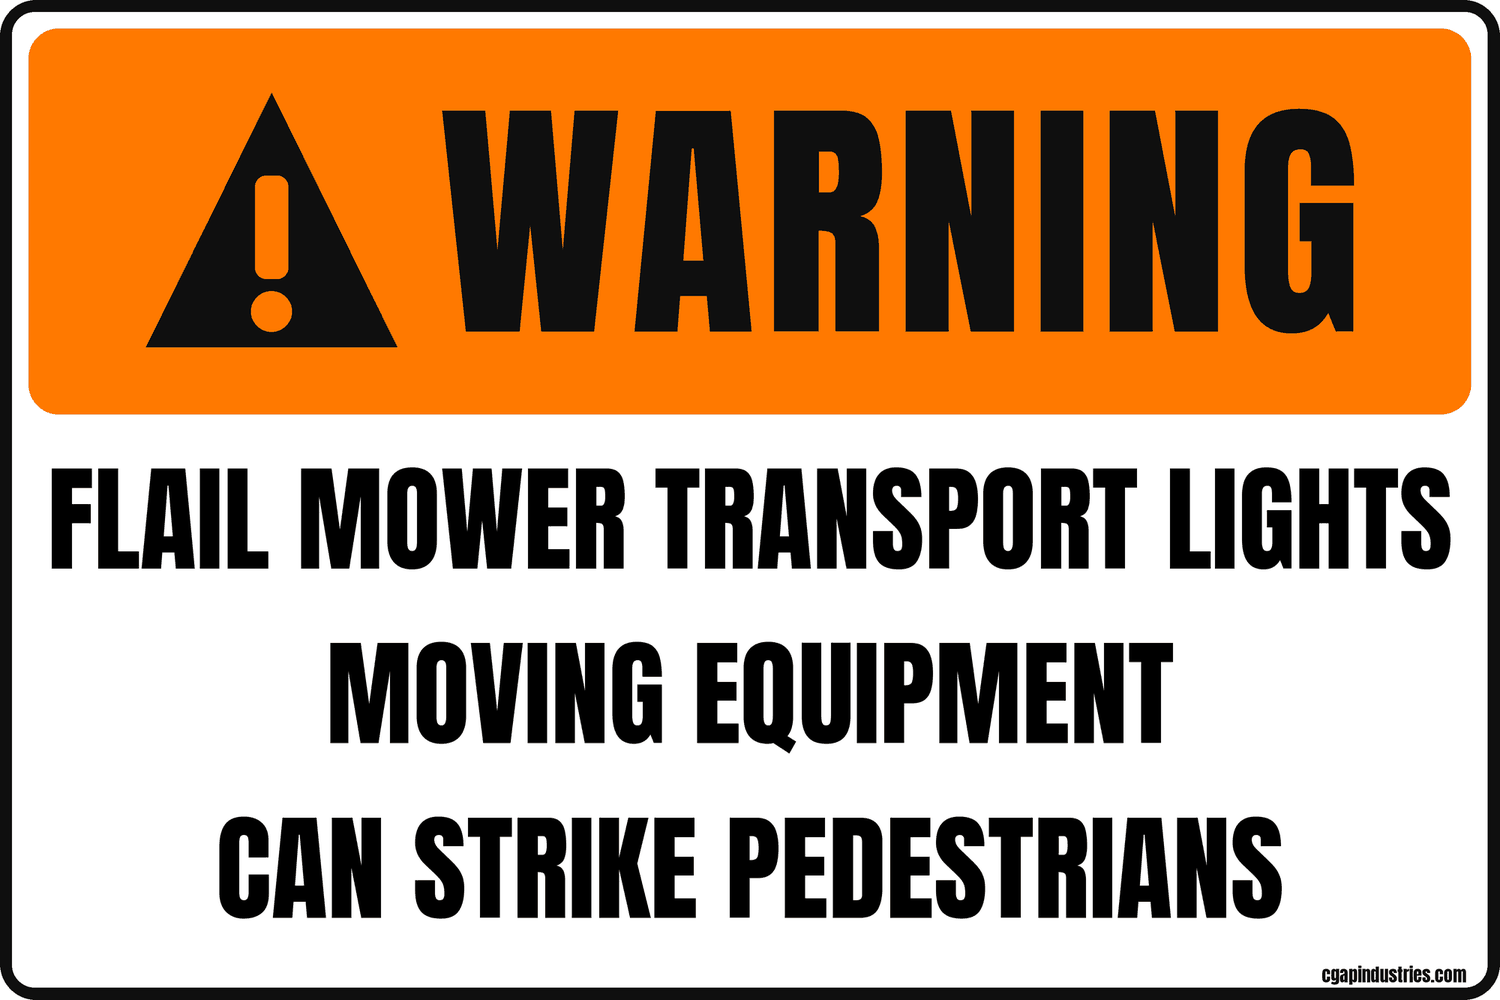 WARNING
FLAIL MOWER TRANSPORT LIGHTS
MOVING EQUIPMENT
CAN STRIKE PEDESTRIANS
cgapindustries.com